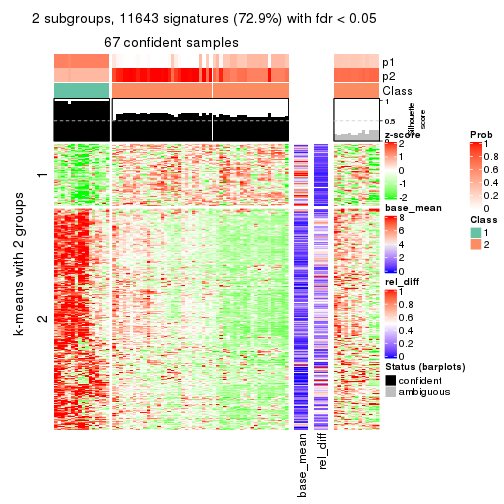 2 subgroups, 11643 signatures (72.9%) with fdr < 0.05
67 confident samples
p1
p2
Class
1
0.5
0
Silhouette
score
z-score
2
1
0
-1
-2
Prob
1
0.8
0.6
0.4
0.2
0
base_mean
8
6
4
2
0
Class
1
2
rel_diff
1
0.8
0.6
0.4
0.2
0
Status (barplots)
confident
ambiguous
k-means with 2 groups
1
2
base_mean
rel_diff